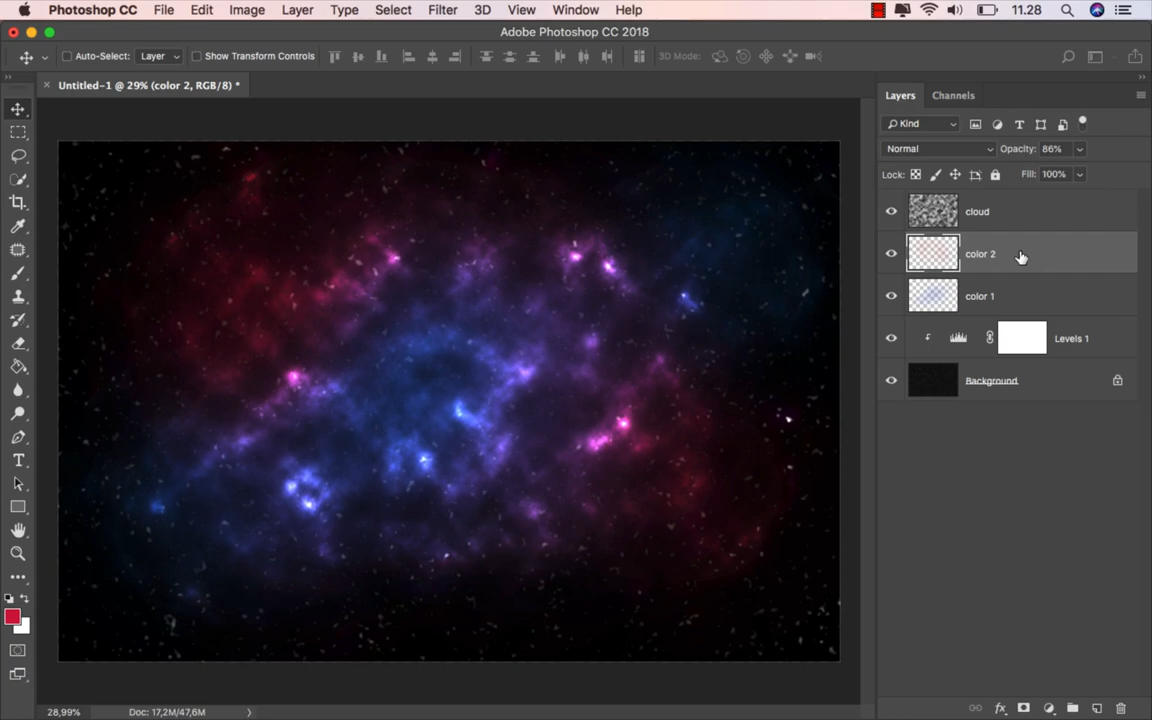 Photoshop CC File Edit Image Layer Type Select Filter 3D View Window Help 11.28
Adobe Photoshop CC 2018
Auto-Select: Layer Show Transform Controls 3D Mode:
Untitled-1 @ 29% (color 2, RGB/8) *
Layers Channels
Kind
Normal Opacity: 86%
Lock: Fill: 100%
cloud
color 2
color 1
Levels 1
Background
28,99% Doc: 17,2M/47,6M